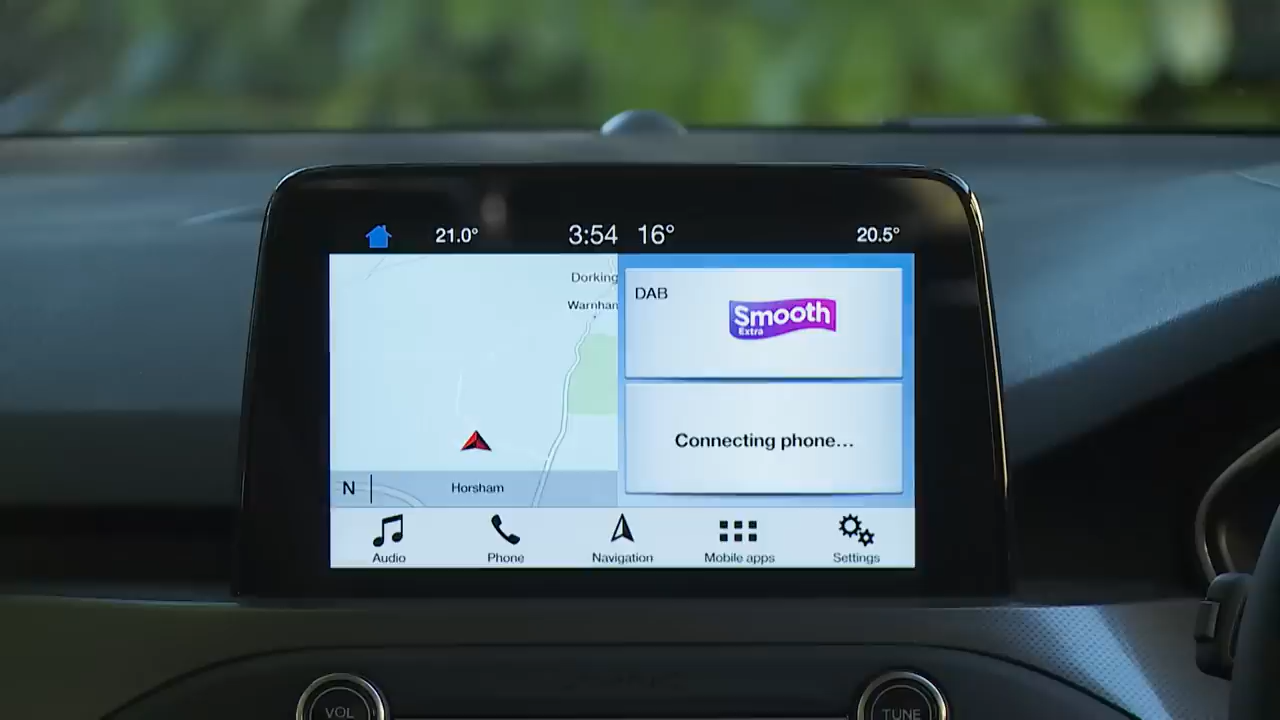 21.0° 3:54 16° 20.5°
Dorking
Warnham
DAB
Smooth
Extra
Connecting phone...
N
Horsham
Audio
Phone
Navigation
Mobile apps
Settings
VOL
TUNE